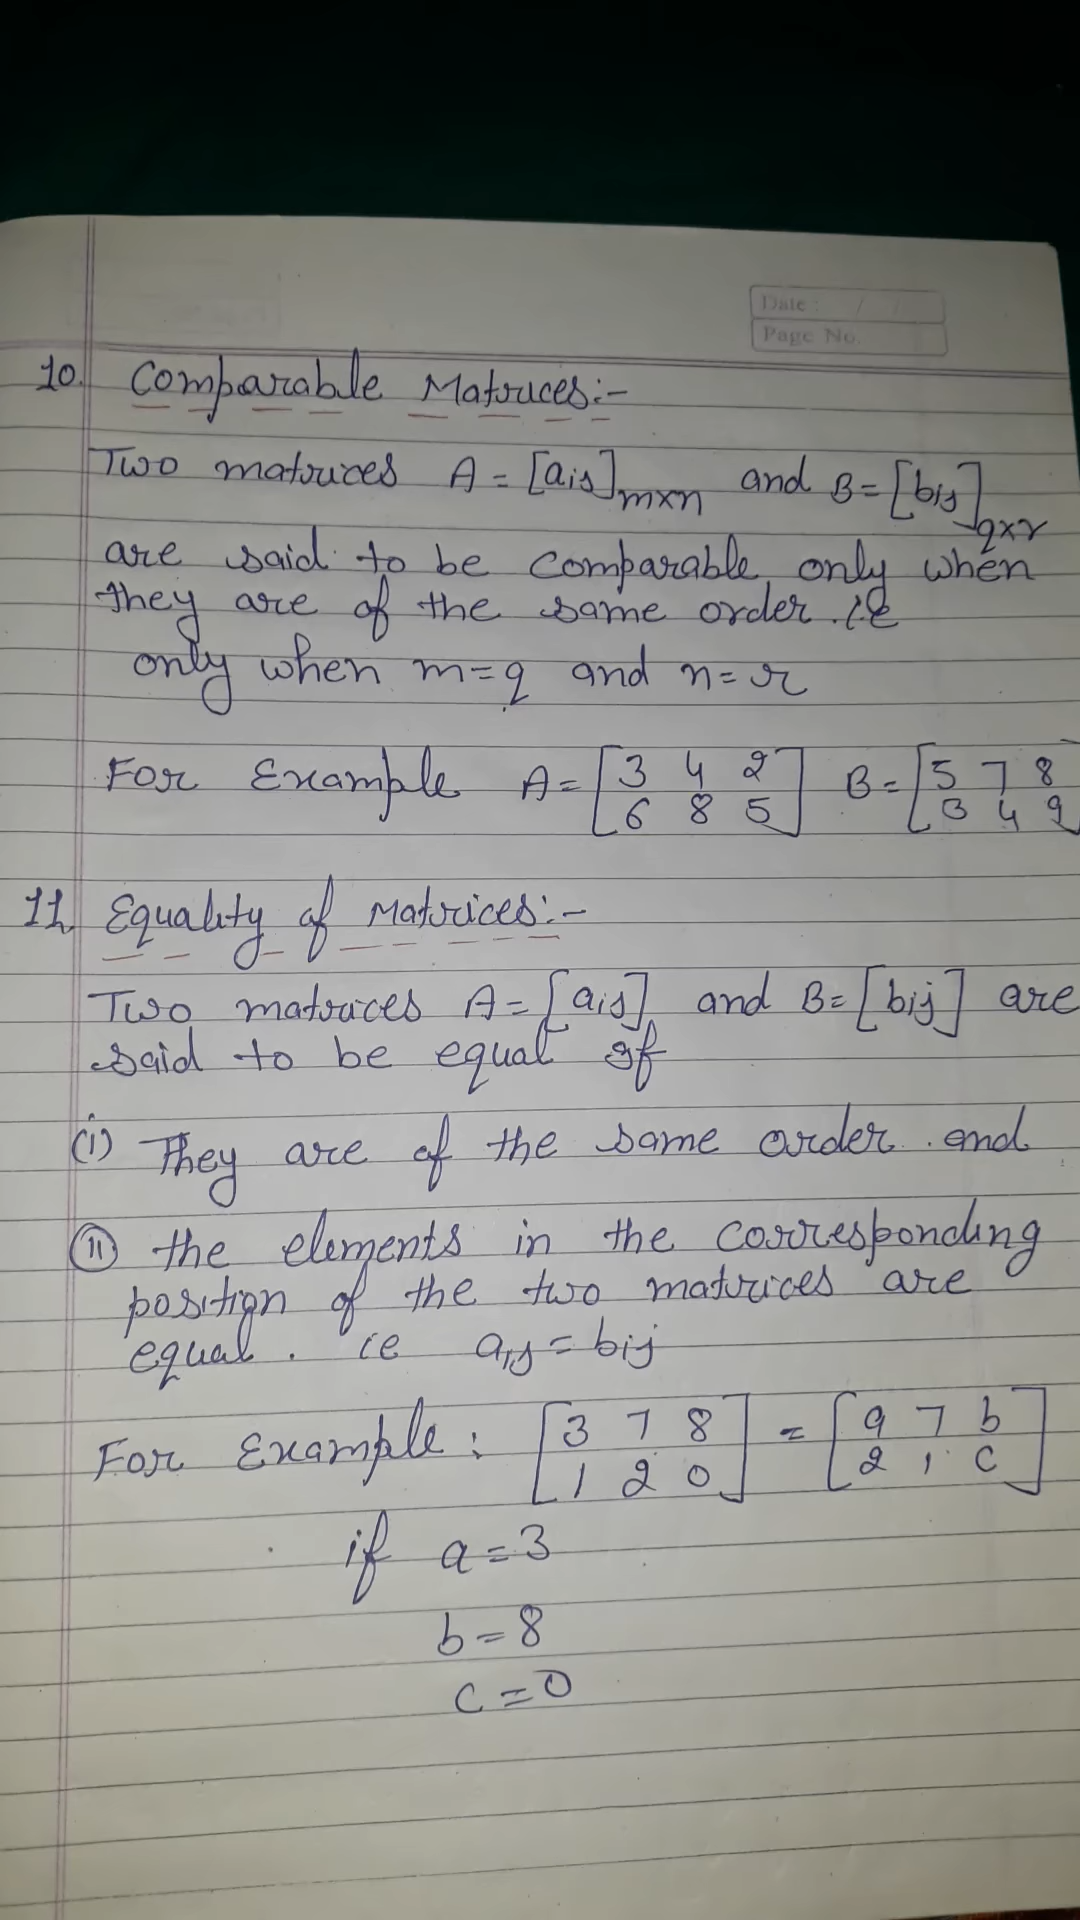 Date : / /
Page No.
10. Comparable Matrices:-
Two matrices A = [aij]m×n and B = [bij]q×r
are said to be comparable, only when
they are of the same order. ie
only when m=q and n=r
For Example A = [3 4 2 B = [5 7 8
6 8 5] 3 4 9
11. Equality of Matrices:-
Two matrices A = [aij] and B = [bij] are
said to be equal if
(i) They are of the same order. and
(ii) the elements in the corresponding
position of the two matrices are
equal. ie aij = bij
For Example: [3 7 8 = [a 7 b
1 2 0] 2 1 c]
if a = 3
b = 8
c = 0